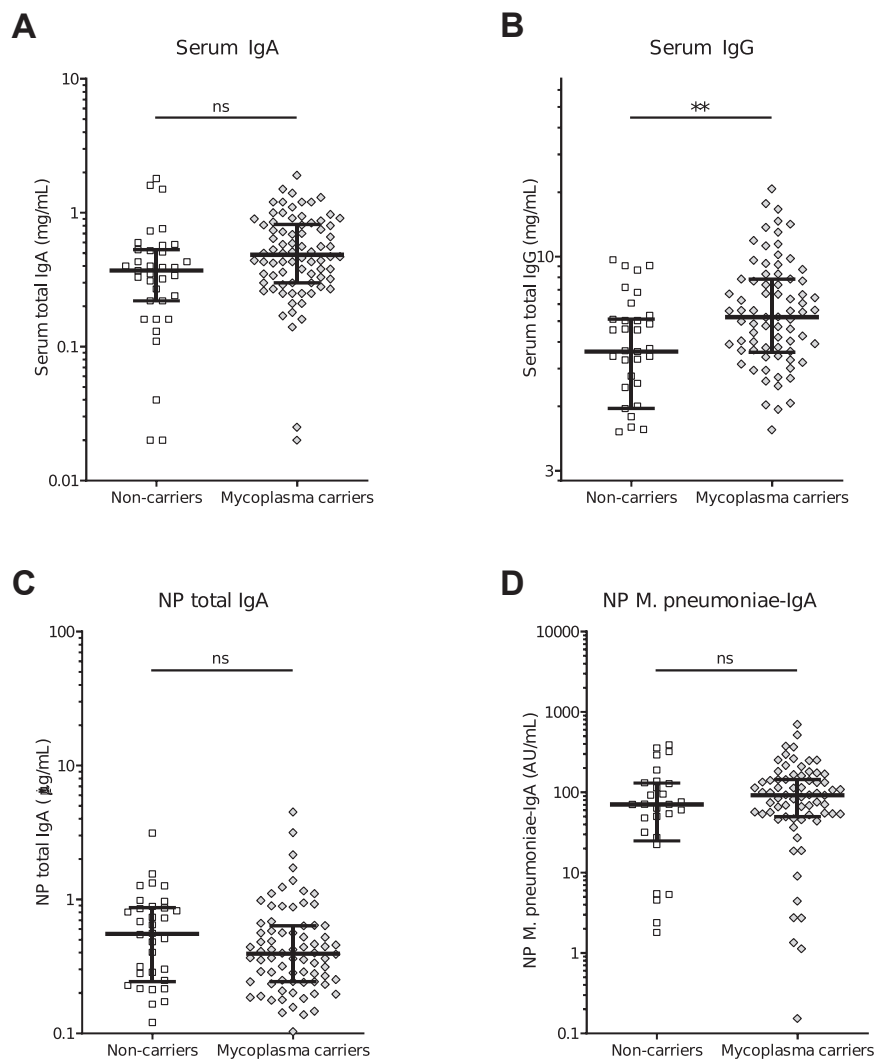 A
Serum IgA
Serum total IgA (mg/mL)
10
1
0.1
0.01
ns
Non-carriers
Mycoplasma carriers
B
Serum IgG
Serum total IgG (mg/mL)
10
3
**
Non-carriers
Mycoplasma carriers
C
NP total IgA
NP total IgA (µg/mL)
100
10
1
0.1
ns
Non-carriers
Mycoplasma carriers
D
NP M. pneumoniae-IgA
NP M. pneumoniae-IgA (AU/mL)
10000
1000
100
10
1
0.1
ns
Non-carriers
Mycoplasma carriers